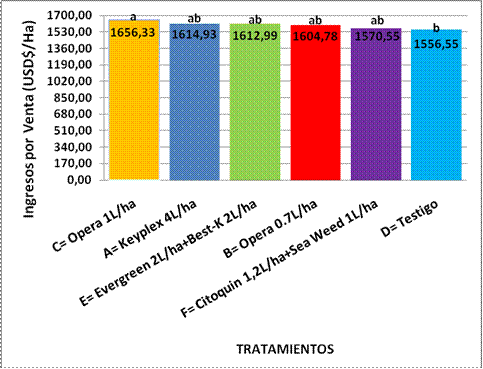 Ingresos por Venta (USD$/Ha)
1700,00
1530,00
1360,00
1190,00
1020,00
850,00
680,00
510,00
340,00
170,00
0,00
a ab ab ab ab b
1656,33 1614,93 1612,99 1604,78 1570,55 1556,55
C= Opera 1L/ha
A= Keyplex 4L/ha
E= Evergreen 2L/ha+Best-K 2L/ha
B= Opera 0.7L/ha
F= Citoquin 1,2L/ha+Sea Weed 1L/ha
D= Testigo
TRATAMIENTOS